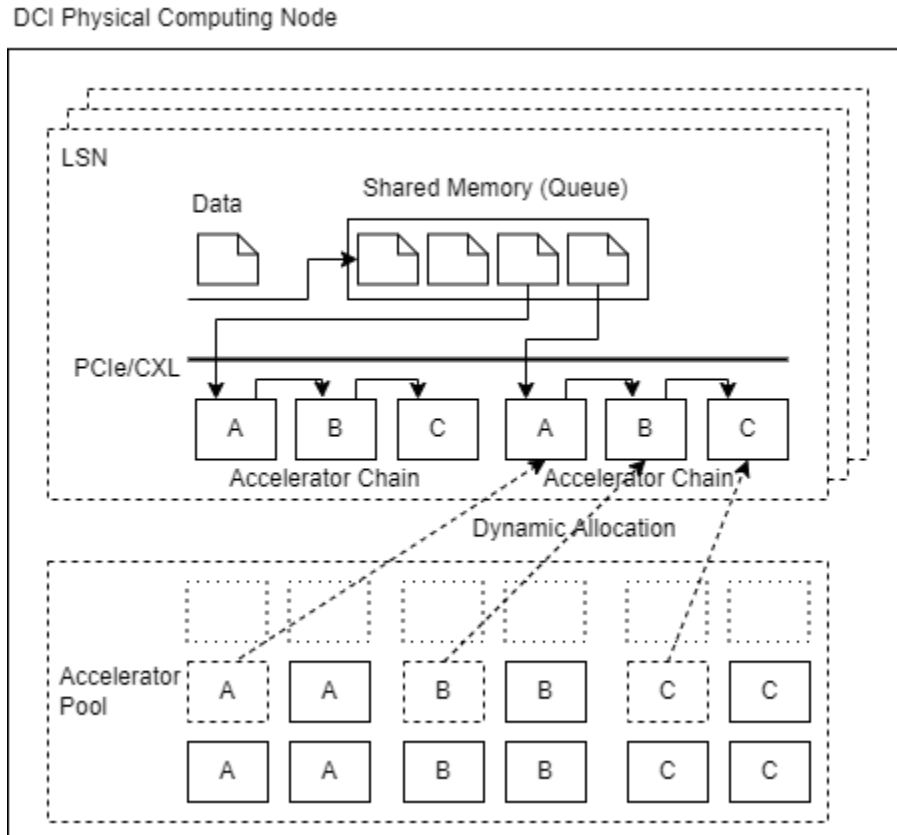 DCI Physical Computing Node
LSN
Data
Shared Memory (Queue)
PCIe/CXL
A B C A B C
Accelerator Chain Accelerator Chain
Dynamic Allocation
Accelerator
Pool
A A B B C C
A A B B C C